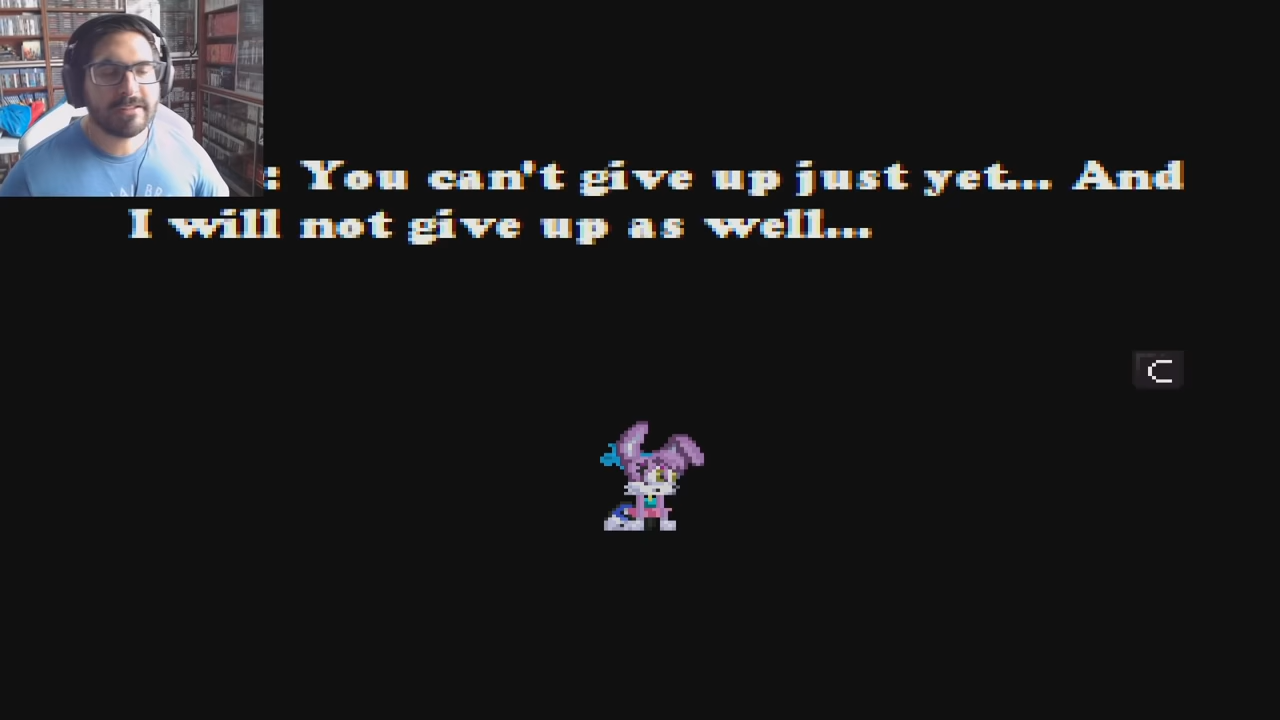 : You can't give up just yet... And
I will not give up as well...
C